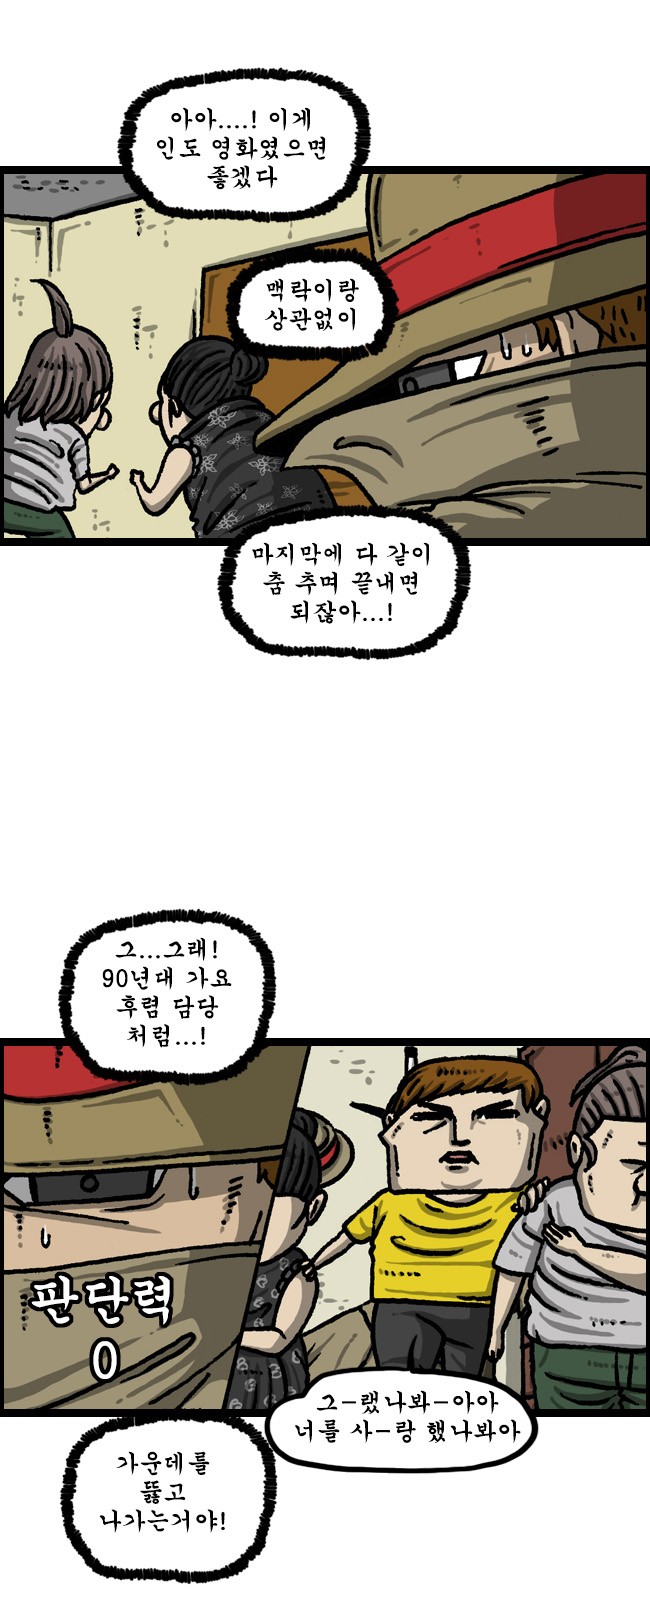 아아....! 이게
인도 영화였으면
좋겠다
맥락이랑
상관없이
마지막에 다 같이
춤 추며 끝내면
되잖아...!
그...그래!
90년대 가요
후렴 담당
처럼...!
판단력
0
그-랬나봐-아아
너를 사-랑 했나봐아
가운데를
뚫고
나가는거야!